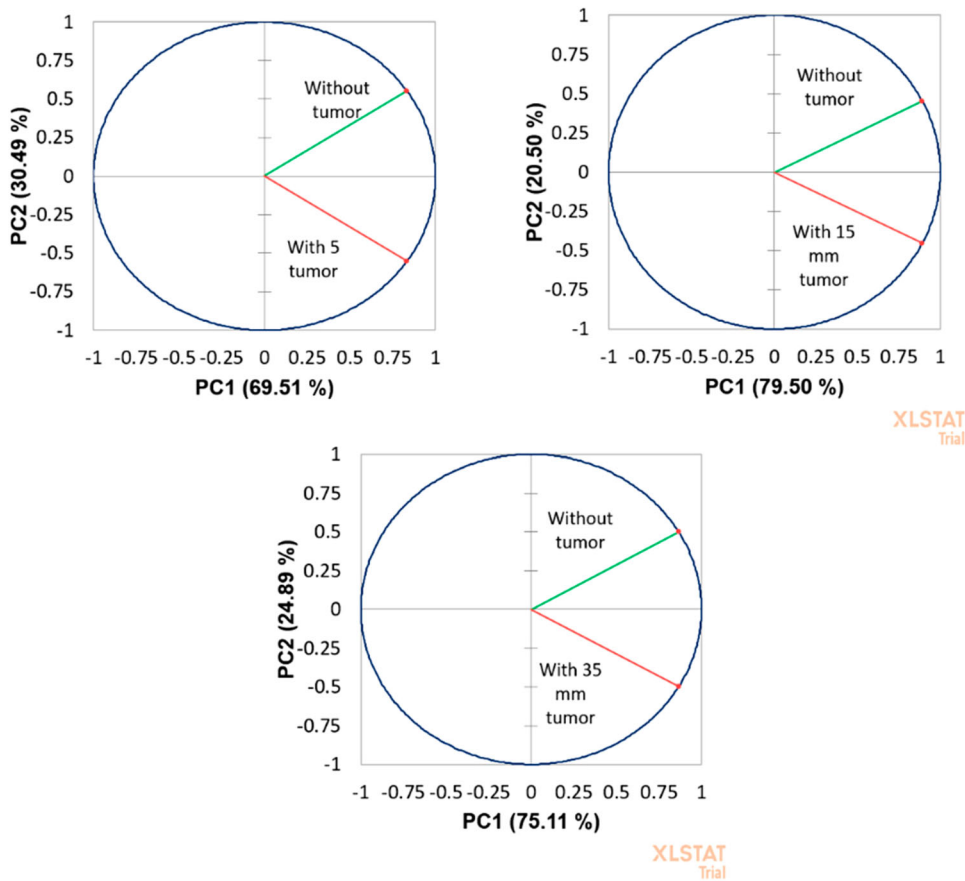 1
0.75
0.5
0.25
0
-0.25
-0.5
-0.75
-1
PC2 (30.49 %)
Without
tumor
With 5
tumor
-1 -0.75 -0.5 -0.25 0 0.25 0.5 0.75 1
PC1 (69.51 %)
1
0.75
0.5
0.25
0
-0.25
-0.5
-0.75
-1
PC2 (20.50 %)
Without
tumor
With 15
mm
tumor
-1 -0.75 -0.5 -0.25 0 0.25 0.5 0.75 1
PC1 (79.50 %)
XLSTAT
Trial
1
0.75
0.5
0.25
0
-0.25
-0.5
-0.75
-1
PC2 (24.89 %)
Without
tumor
With 35
mm
tumor
-1 -0.75 -0.5 -0.25 0 0.25 0.5 0.75 1
PC1 (75.11 %)
XLSTAT
Trial